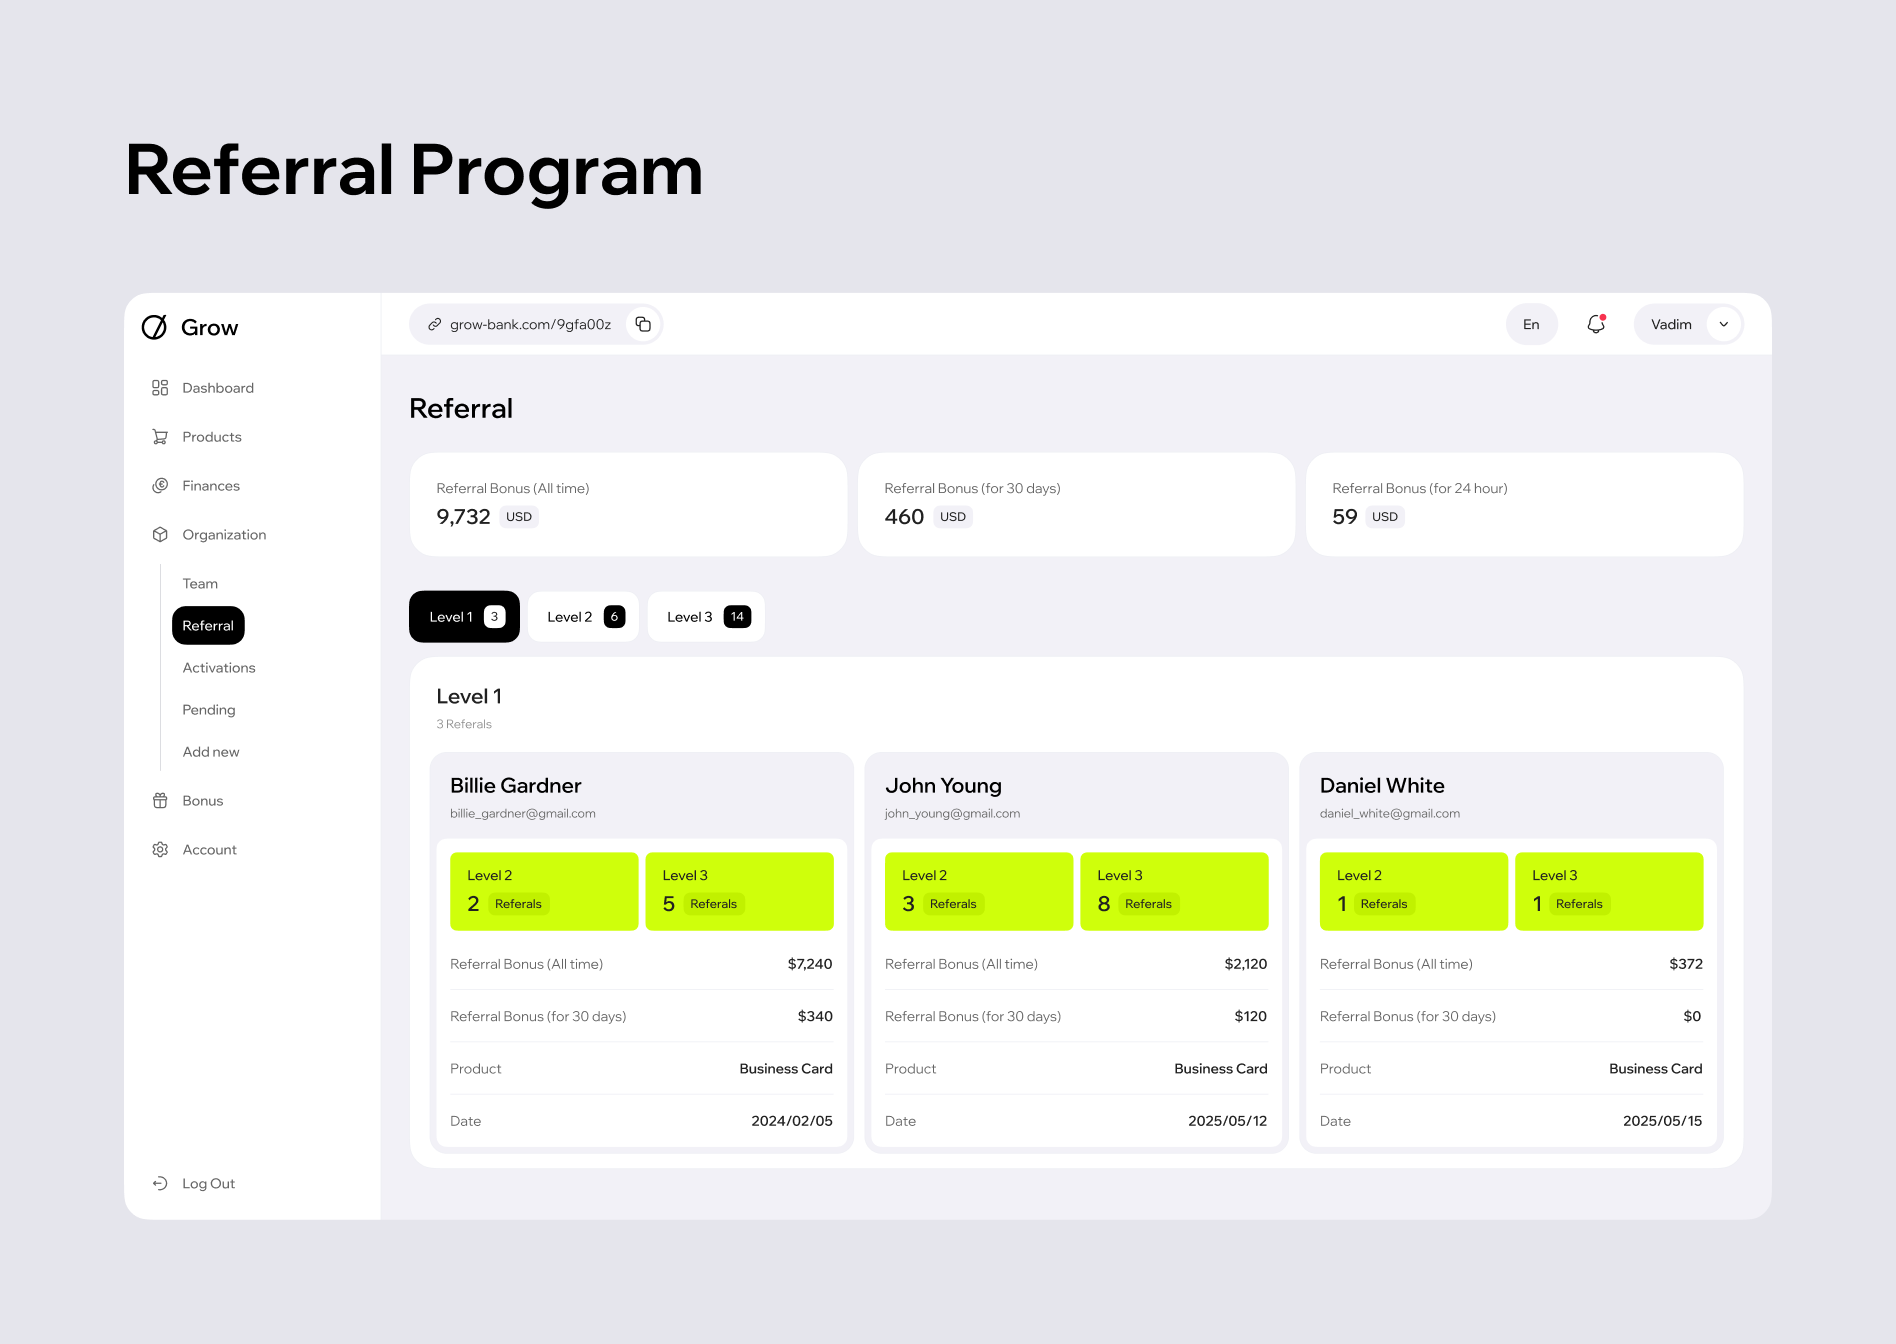 Referral Program
Grow
grow-bank.com/9gfa00z
En
Vadim
Dashboard
Products
Finances
Organization
Team
Referral
Activations
Pending
Add new
Bonus
Account
Log Out
Referral
Referral Bonus (All time)
9,732 USD
Referral Bonus (for 30 days)
460 USD
Referral Bonus (for 24 hour)
59 USD
Level 1 3
Level 2 6
Level 3 14
Level 1
3 Referals
Billie Gardner
billie_gardner@gmail.com
Level 2
2 Referals
Level 3
5 Referals
Referral Bonus (All time) $7,240
Referral Bonus (for 30 days) $340
Product Business Card
Date 2024/02/05
John Young
john_young@gmail.com
Level 2
3 Referals
Level 3
8 Referals
Referral Bonus (All time) $2,120
Referral Bonus (for 30 days) $120
Product Business Card
Date 2025/05/12
Daniel White
daniel_white@gmail.com
Level 2
1 Referals
Level 3
1 Referals
Referral Bonus (All time) $372
Referral Bonus (for 30 days) $0
Product Business Card
Date 2025/05/15